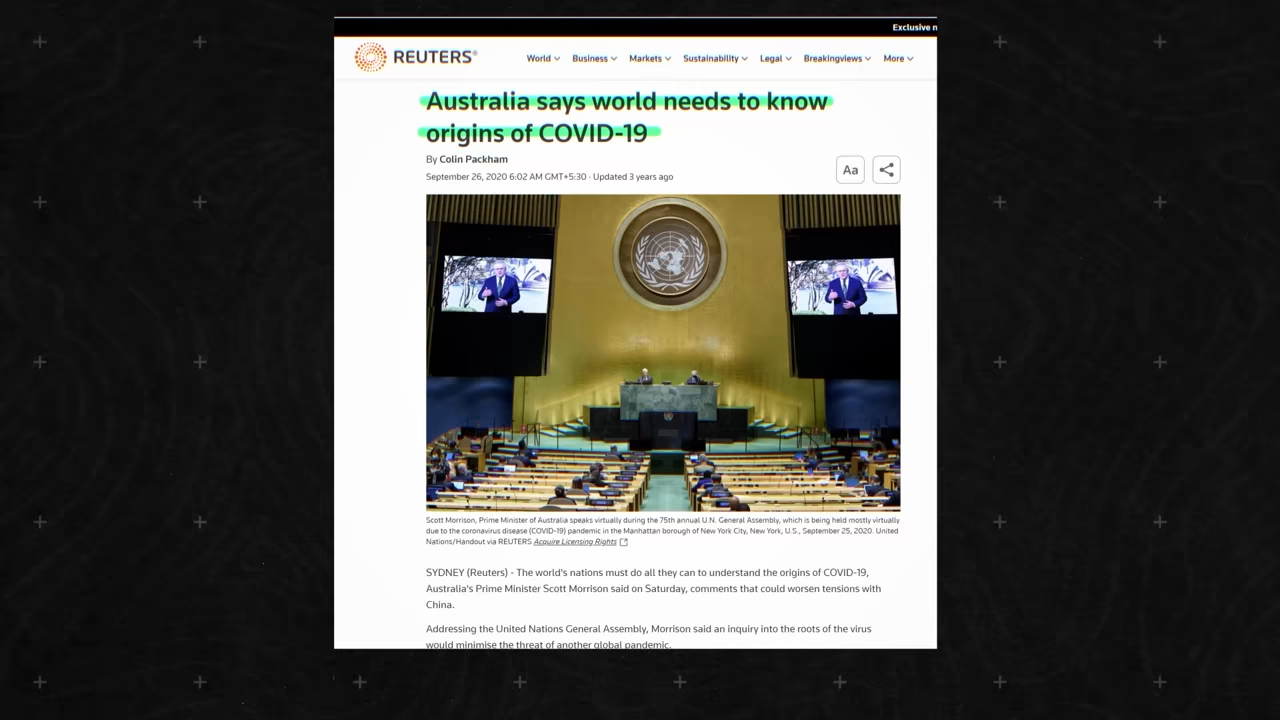 Exclusive n
REUTERS®
World Business Markets Sustainability Legal Breakingviews More
Australia says world needs to know
origins of COVID-19
By Colin Packham
September 26, 2020 6:02 AM GMT+5:30 · Updated 3 years ago
Aa
Scott Morrison, Prime Minister of Australia speaks virtually during the 75th annual U.N. General Assembly, which is being held mostly virtually
due to the coronavirus disease (COVID-19) pandemic in the Manhattan borough of New York City, New York, U.S., September 25, 2020. United
Nations/Handout via REUTERS Acquire Licensing Rights
SYDNEY (Reuters) - The world's nations must do all they can to understand the origins of COVID-19,
Australia's Prime Minister Scott Morrison said on Saturday, comments that could worsen tensions with
China.
Addressing the United Nations General Assembly, Morrison said an inquiry into the roots of the virus
would minimise the threat of another global pandemic.